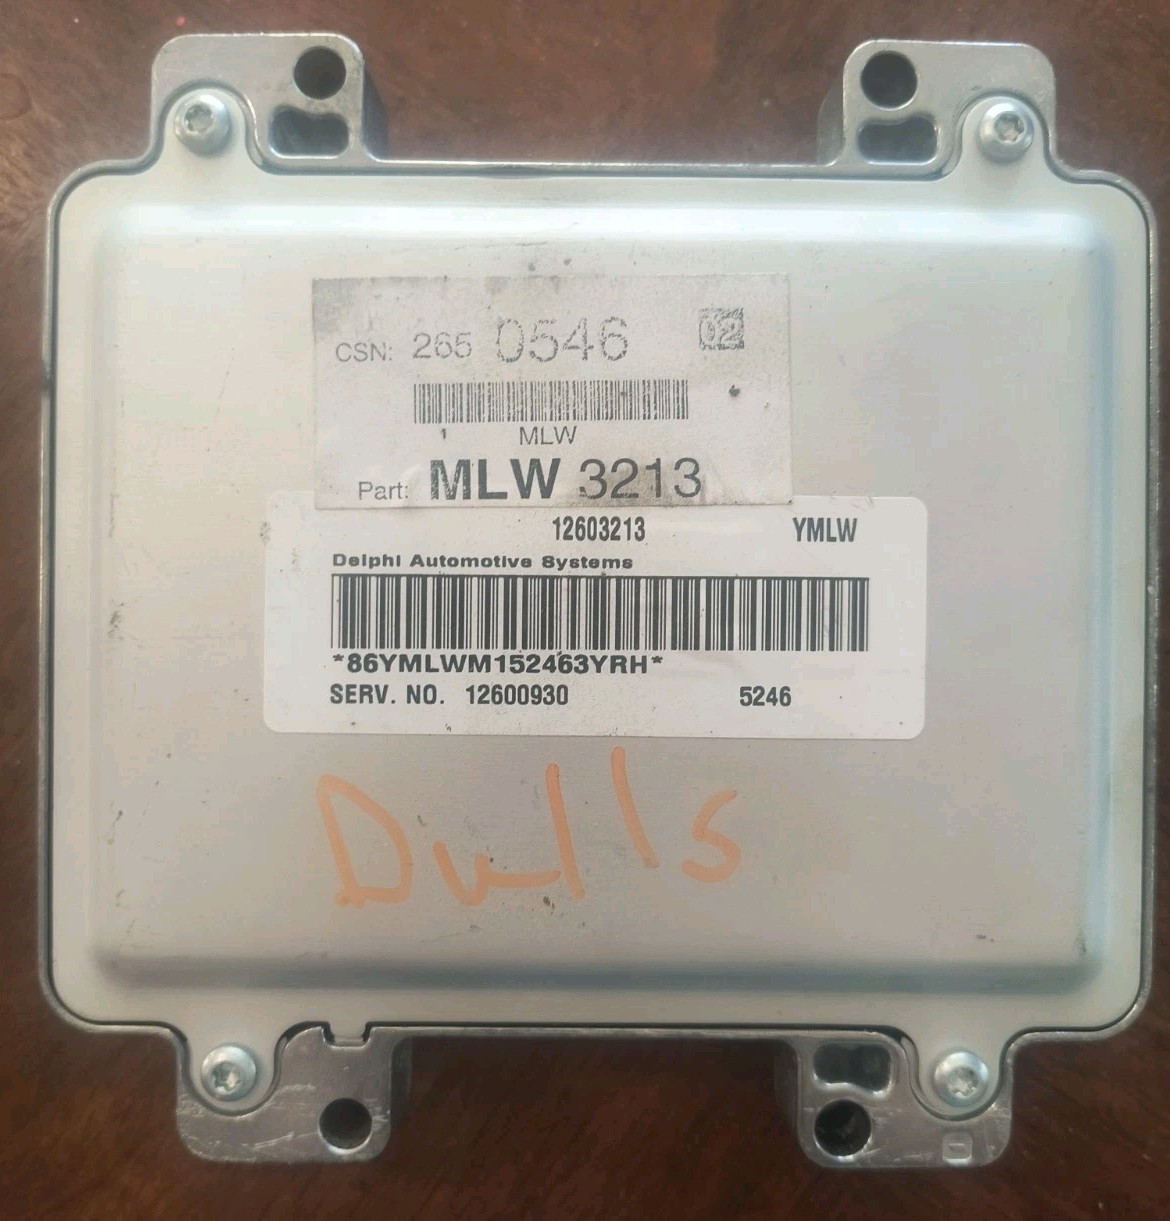 CSN: 265 0546 02
1
MLW
Part: MLW 3213
12603213 YMLW
Delphi Automotive Systems
*86YMLWM152463YRH*
SERV. NO. 12600930 5246
Dulls